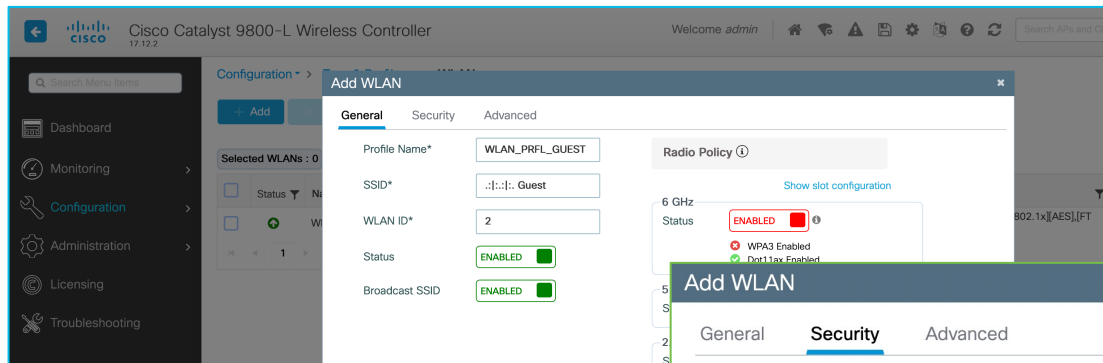 CISCO
Cisco Catalyst 9800-L Wireless Controller
17.12.2
Welcome admin
Search APs and Cl
Search Menu Items
Dashboard
Monitoring
Configuration
Administration
Licensing
Troubleshooting
Configuration >
+ Add
Selected WLANs : 0
Status
1
802.1x][AES],[FT
Add WLAN
General Security Advanced
Profile Name* WLAN_PRFL_GUEST
SSID* .:|:.:|:. Guest
WLAN ID* 2
Status ENABLED
Broadcast SSID ENABLED
Radio Policy
Show slot configuration
6 GHz
Status ENABLED
WPA3 Enabled
Dot11ax Enabled
5
2
Add WLAN
General Security Advanced